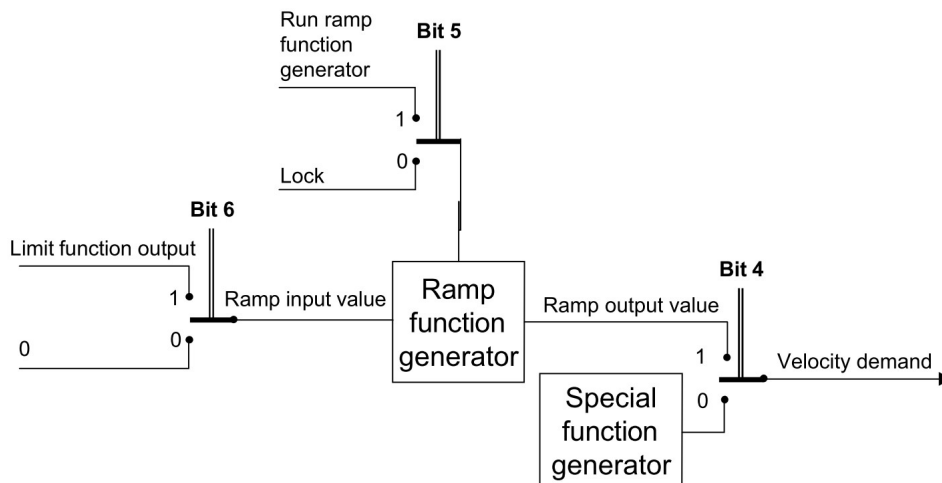 Run ramp
function
generator
Bit 5
1
0
Lock
Bit 6
Limit function output
1
Ramp input value
0
0
Ramp
function
generator
Ramp output value
Bit 4
1
Velocity demand
0
Special
function
generator